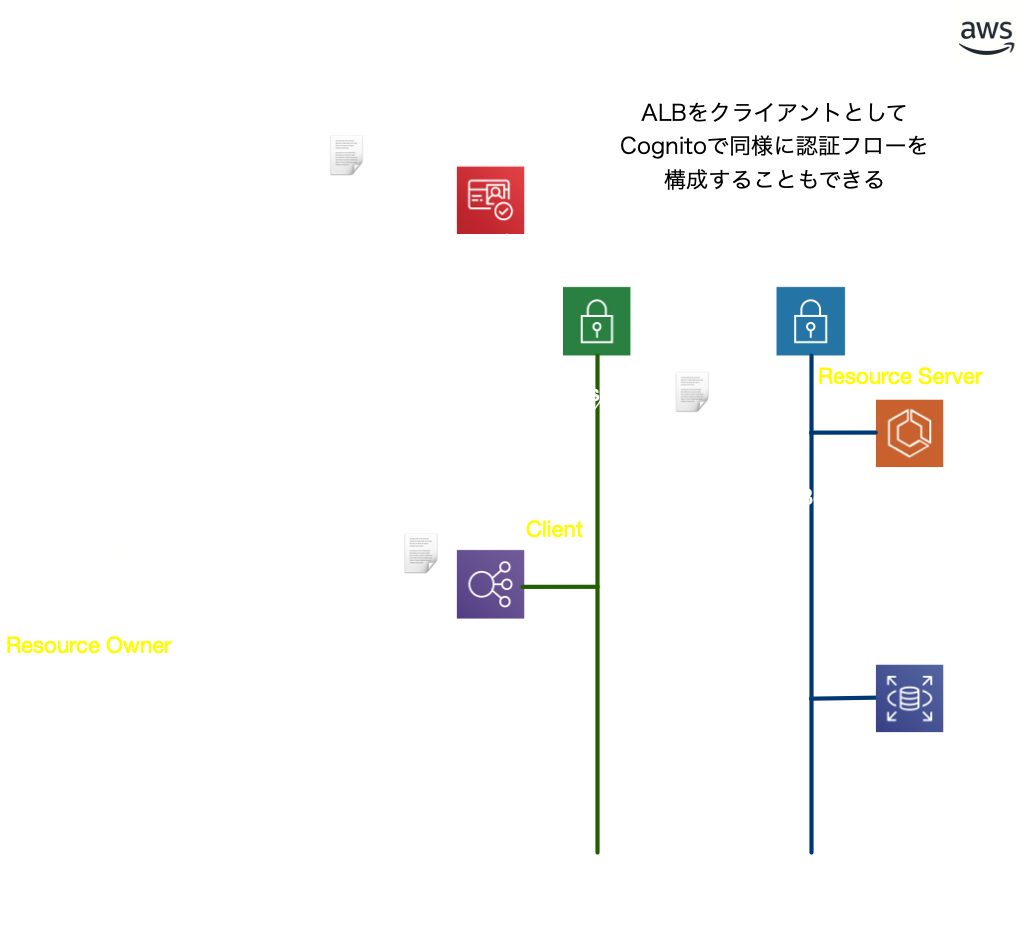 aws
ALBをクライアントとして
Cognitoで同様に認証フローを
構成することもできる
Resource Server
Client
Resource Owner